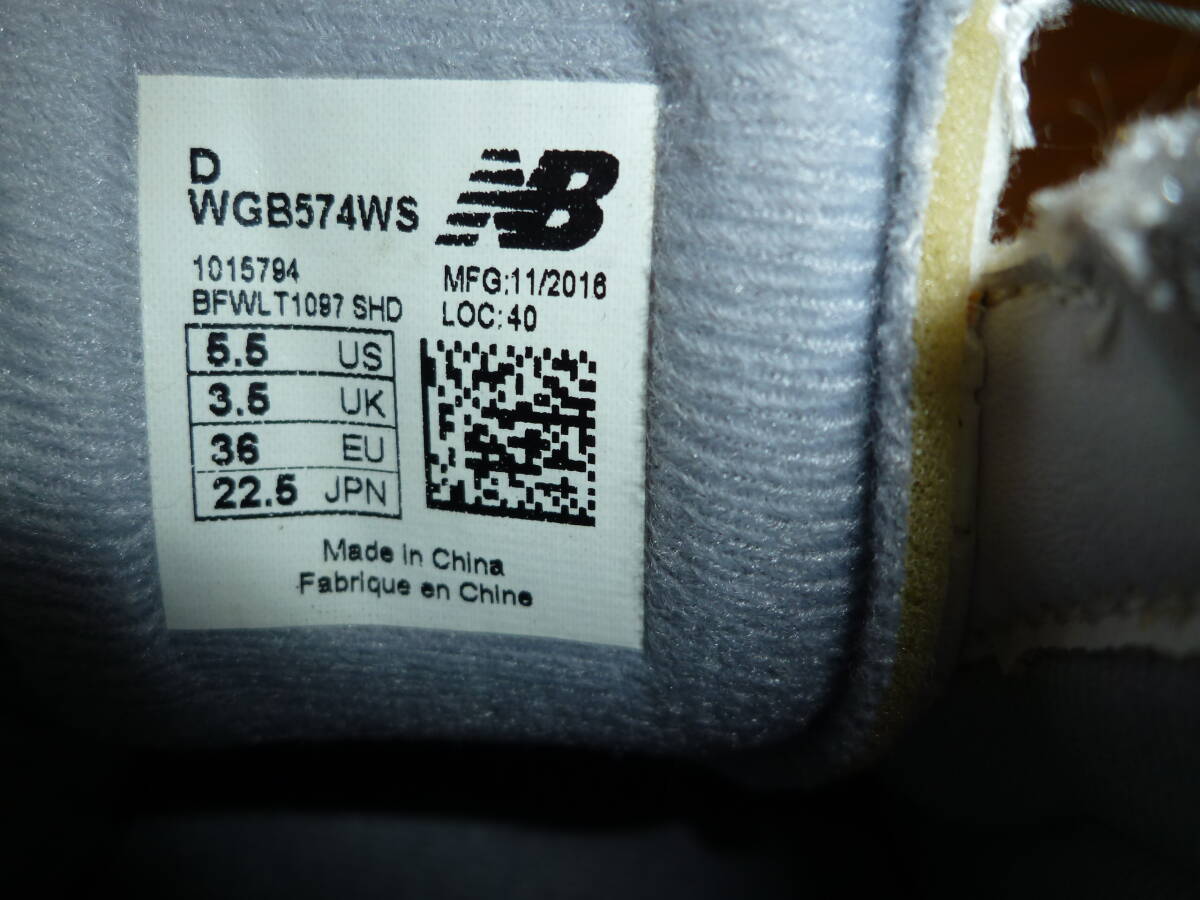 D
WGB574WS
NB
1015794
BFWLT1097 SHD
MFG:11/2016
LOC:40
5.5 US
3.5 UK
36 EU
22.5 JPN
Made in China
Fabrique en Chine